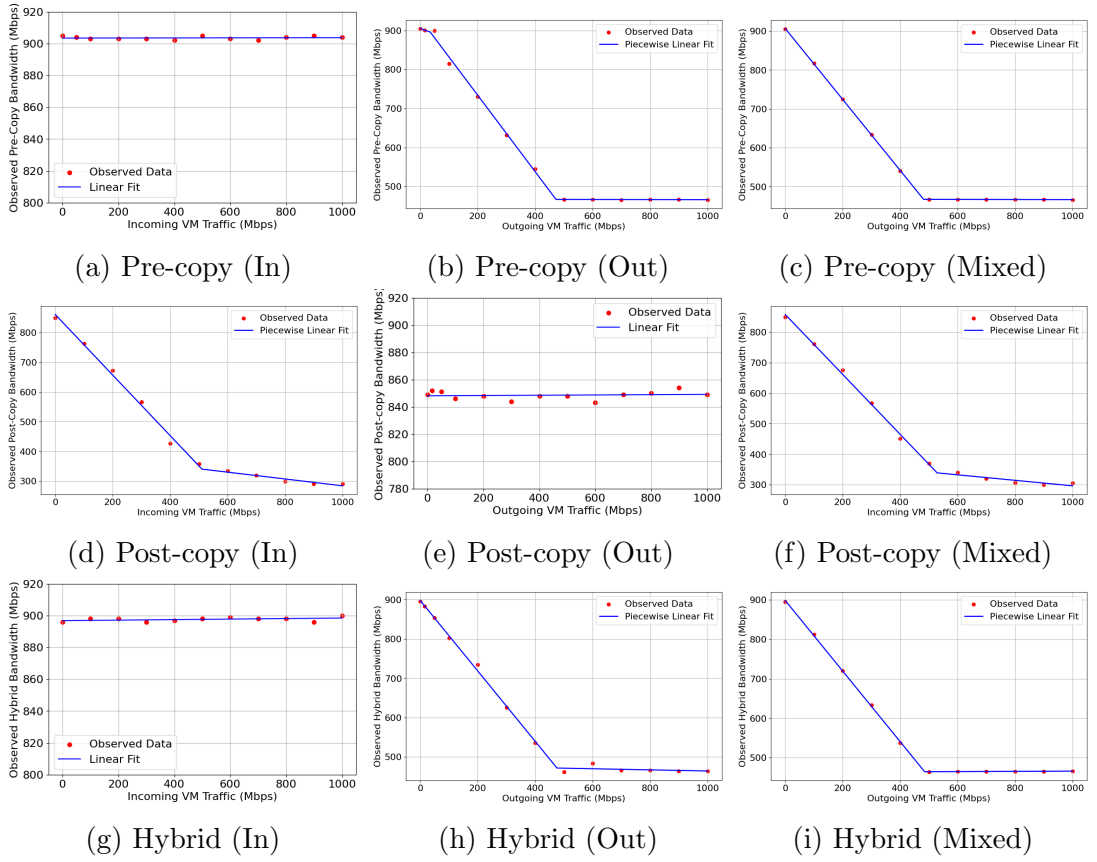 920
900
880
860
840
820
800
0
200
400
600
800
1000
Observed Pre-Copy Bandwidth (Mbps)
Incoming VM Traffic (Mbps)
Observed Data
Linear Fit
(a) Pre-copy (In)
900
800
700
600
500
0
200
400
600
800
1000
Observed Pre-Copy Bandwidth (Mbps)
Outgoing VM Traffic (Mbps)
Observed Data
Piecewise Linear Fit
(b) Pre-copy (Out)
900
800
700
600
500
0
200
400
600
800
1000
Observed Pre-Copy Bandwidth (Mbps)
Outgoing VM Traffic (Mbps)
Observed Data
Piecewise Linear Fit
(c) Pre-copy (Mixed)
800
700
600
500
400
300
0
200
400
600
800
1000
Observed Post-Copy Bandwidth (Mbps)
Incoming VM Traffic (Mbps)
Observed Data
Piecewise Linear Fit
(d) Post-copy (In)
920
900
880
860
840
820
800
780
0
200
400
600
800
1000
Observed Post-copy Bandwidth (Mbps)
Outgoing VM Traffic (Mbps)
Observed Data
Linear Fit
(e) Post-copy (Out)
800
700
600
500
400
300
0
200
400
600
800
1000
Observed Post-Copy Bandwidth (Mbps)
Incoming VM Traffic (Mbps)
Observed Data
Piecewise Linear Fit
(f) Post-copy (Mixed)
920
900
880
860
840
820
800
0
200
400
600
800
1000
Observed Hybrid Bandwidth (Mbps)
Incoming VM Traffic (Mbps)
Observed Data
Linear Fit
(g) Hybrid (In)
900
800
700
600
500
0
200
400
600
800
1000
Observed Hybrid Bandwidth (Mbps)
Outgoing VM Traffic (Mbps)
Observed Data
Piecewise Linear Fit
(h) Hybrid (Out)
900
800
700
600
500
0
200
400
600
800
1000
Observed Hybrid Bandwidth (Mbps)
Outgoing VM Traffic (Mbps)
Observed Data
Piecewise Linear Fit
(i) Hybrid (Mixed)